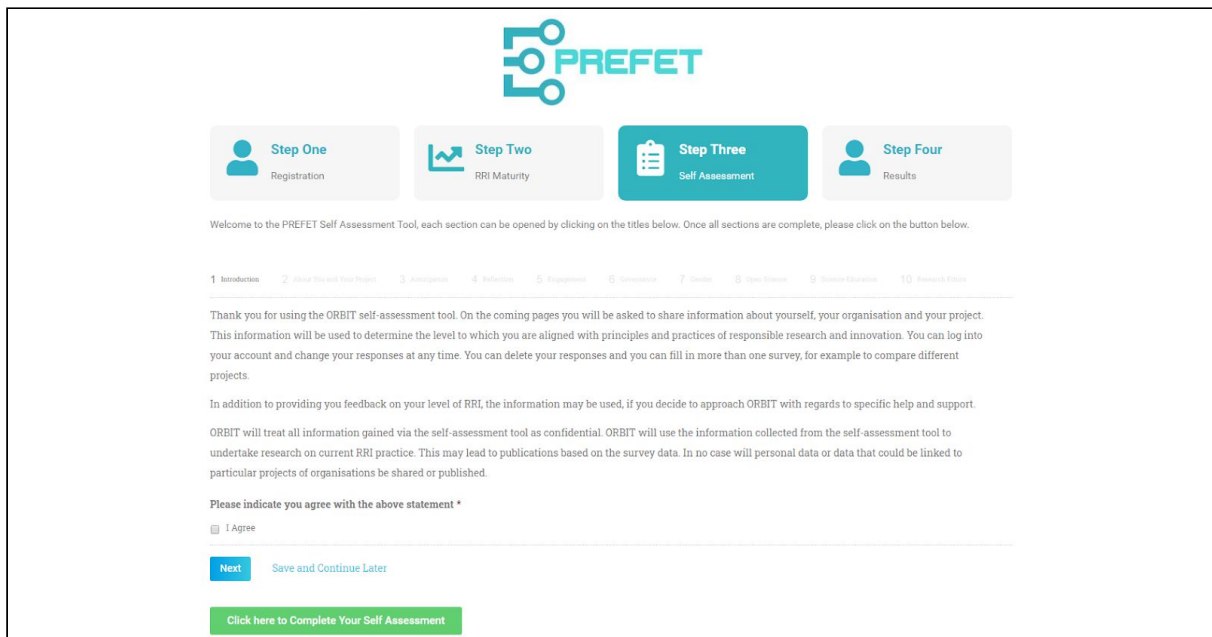 PREFET
Step One
Registration
Step Two
RRI Maturity
Step Three
Self Assessment
Step Four
Results
Welcome to the PREFET Self Assessment Tool, each section can be opened by clicking on the titles below. Once all sections are complete, please click on the button below.
1 Introduction 2 About You and Your Project 3 Anticipation 4 Reflection 5 Engagement 6 Governance 7 Gender 8 Open Science 9 Science Education 10 Research Ethics
Thank you for using the ORBIT self-assessment tool. On the coming pages you will be asked to share information about yourself, your organisation and your project.
This information will be used to determine the level to which you are aligned with principles and practices of responsible research and innovation. You can log into
your account and change your responses at any time. You can delete your responses and you can fill in more than one survey, for example to compare different
projects.
In addition to providing you feedback on your level of RRI, the information may be used, if you decide to approach ORBIT with regards to specific help and support.
ORBIT will treat all information gained via the self-assessment tool as confidential. ORBIT will use the information collected from the self-assessment tool to
undertake research on current RRI practice. This may lead to publications based on the survey data. In no case will personal data or data that could be linked to
particular projects of organisations be shared or published.
Please indicate you agree with the above statement *
I Agree
Next Save and Continue Later
Click here to Complete Your Self Assessment